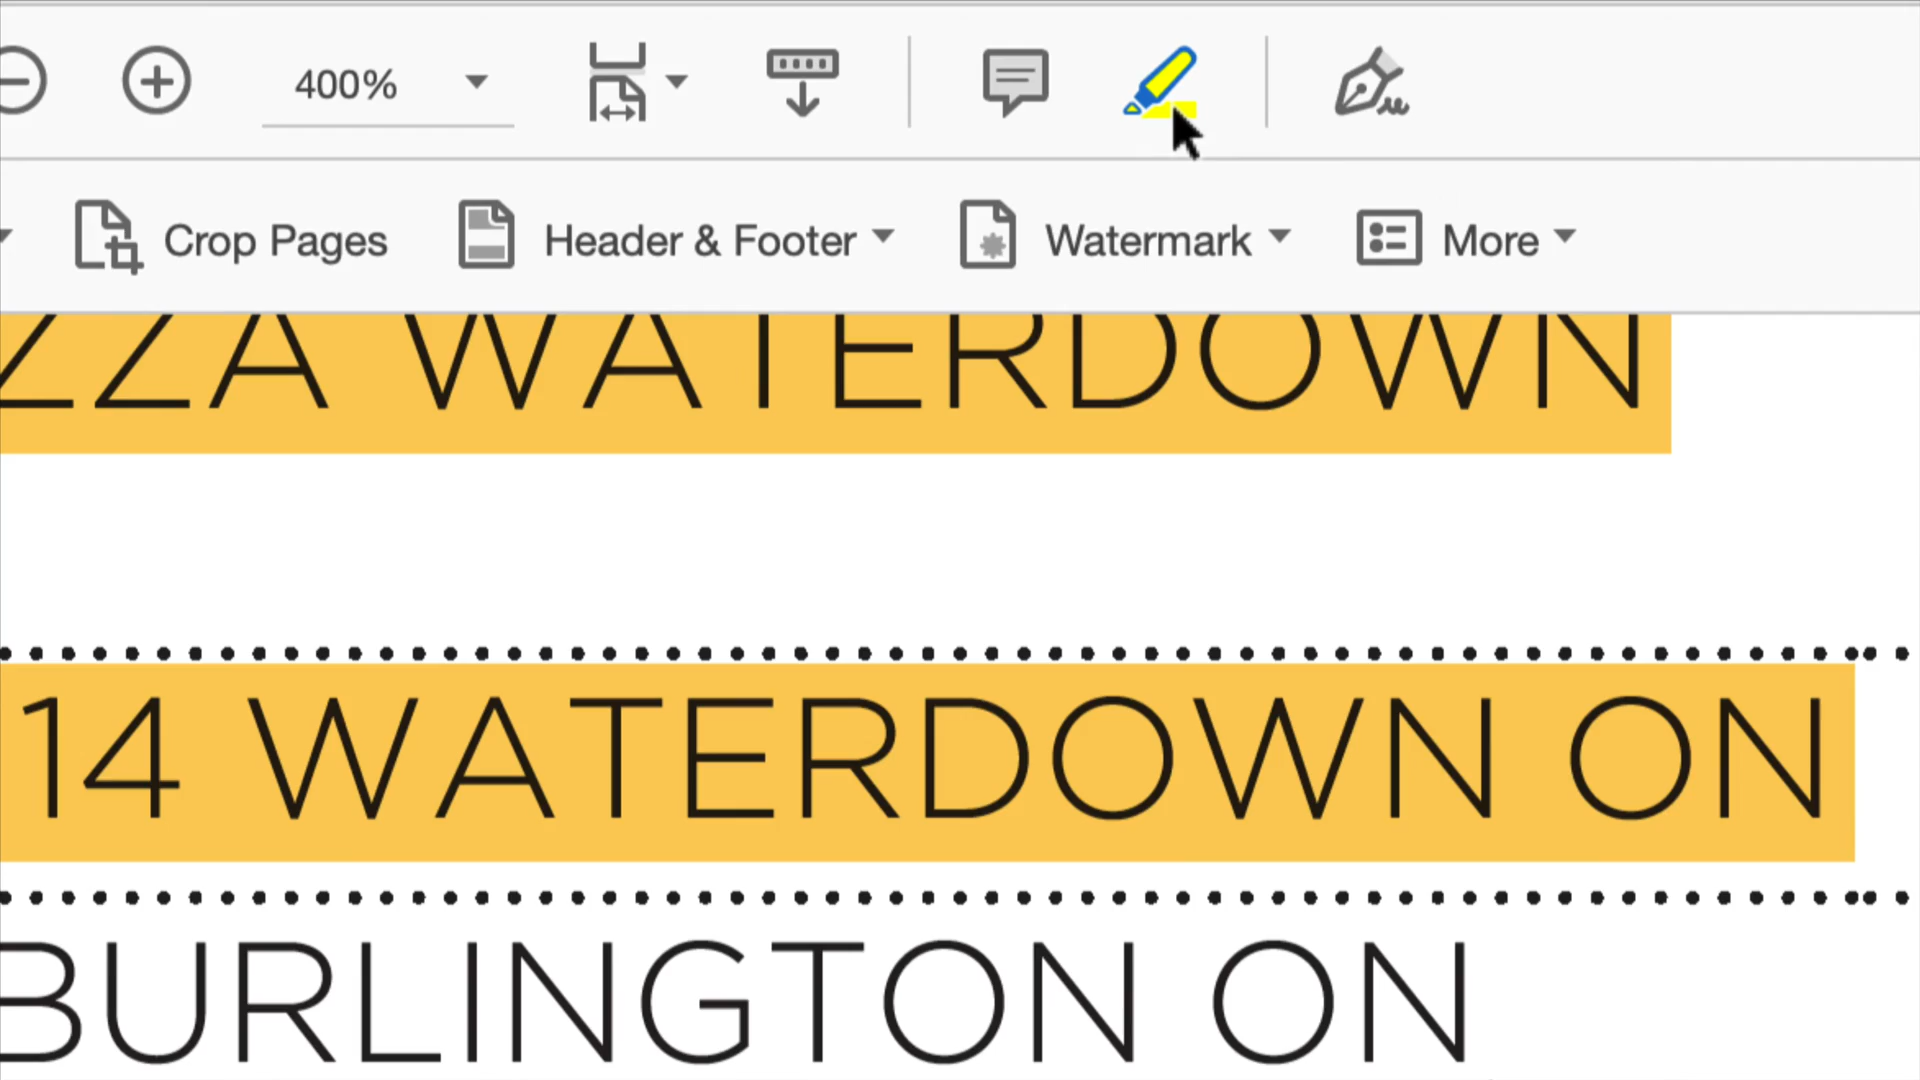 400%
Crop Pages Header & Footer Watermark More
ZZA WATERDOWN
14 WATERDOWN ON
BURLINGTON ON